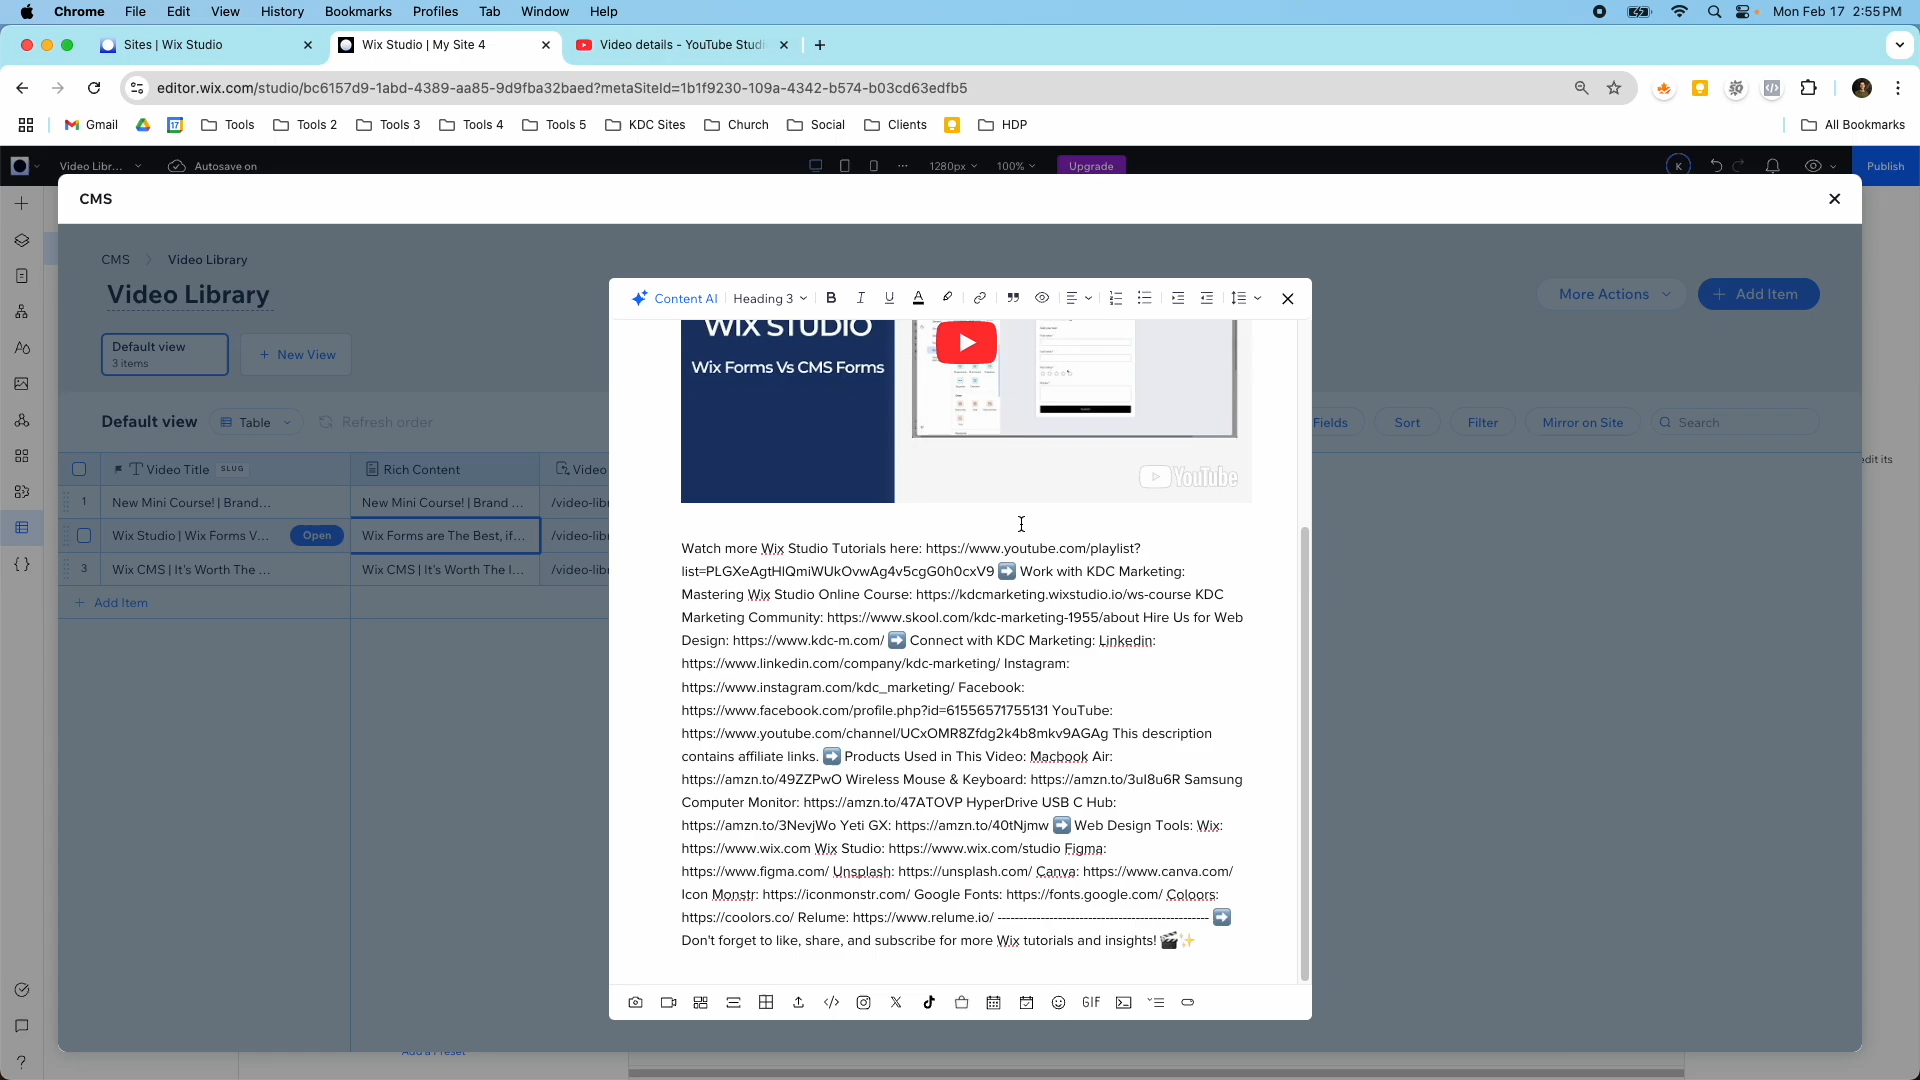 Chrome File Edit View History Bookmarks Profiles Tab Window Help Mon Feb 17 2:55 PM
Sites | Wix Studio Wix Studio | My Site 4 Video details - YouTube Studi
editor.wix.com/studio/bc6157d9-1abd-4389-aa85-9d9fba32baed?metaSiteId=1b1f9230-109a-4342-b574-b03cd63edfb5
Gmail Tools Tools 2 Tools 3 Tools 4 Tools 5 KDC Sites Church Social Clients HDP All Bookmarks
Video Libr... Autosave on 1280px 100% Upgrade K Publish
CMS
CMS Video Library
Video Library
More Actions + Add Item
Default view
3 items
+ New View
Default view Table Refresh order Fields Sort Filter Mirror on Site Search
Video Title SLUG Rich Content Video
edit its
1 New Mini Course! | Brand... New Mini Course! | Brand ... /video-lib
Wix Studio | Wix Forms V... Open Wix Forms are The Best, if... /video-lib
3 Wix CMS | It's Worth The ... Wix CMS | It's Worth The I... /video-lib
+ Add Item
Add a Preset
Content AI Heading 3 B I U A
WIX STUDIO
Wix Forms Vs CMS Forms
YouTube
Watch more Wix Studio Tutorials here: https://www.youtube.com/playlist?
list=PLGXeAgtHlQmiWUkOvwAg4v5cgG0h0cxV9 ➡️ Work with KDC Marketing:
Mastering Wix Studio Online Course: https://kdcmarketing.wixstudio.io/ws-course KDC
Marketing Community: https://www.skool.com/kdc-marketing-1955/about Hire Us for Web
Design: https://www.kdc-m.com/ ➡️ Connect with KDC Marketing: Linkedin:
https://www.linkedin.com/company/kdc-marketing/ Instagram:
https://www.instagram.com/kdc_marketing/ Facebook:
https://www.facebook.com/profile.php?id=61556571755131 YouTube:
https://www.youtube.com/channel/UCxOMR8Zfdg2k4b8mkv9AGAg This description
contains affiliate links. ➡️ Products Used in This Video: Macbook Air:
https://amzn.to/49ZZPwO Wireless Mouse & Keyboard: https://amzn.to/3uI8u6R Samsung
Computer Monitor: https://amzn.to/47ATOVP HyperDrive USB C Hub:
https://amzn.to/3NevjWo Yeti GX: https://amzn.to/40tNjmw ➡️ Web Design Tools: Wix:
https://www.wix.com Wix Studio: https://www.wix.com/studio Figma:
https://www.figma.com/ Unsplash: https://unsplash.com/ Canva: https://www.canva.com/
Icon Monstr: https://iconmonstr.com/ Google Fonts: https://fonts.google.com/ Coloors:
https://coolors.co/ Relume: https://www.relume.io/ ------------------------------------------------- ➡️
Don't forget to like, share, and subscribe for more Wix tutorials and insights! 🎬✨
GIF